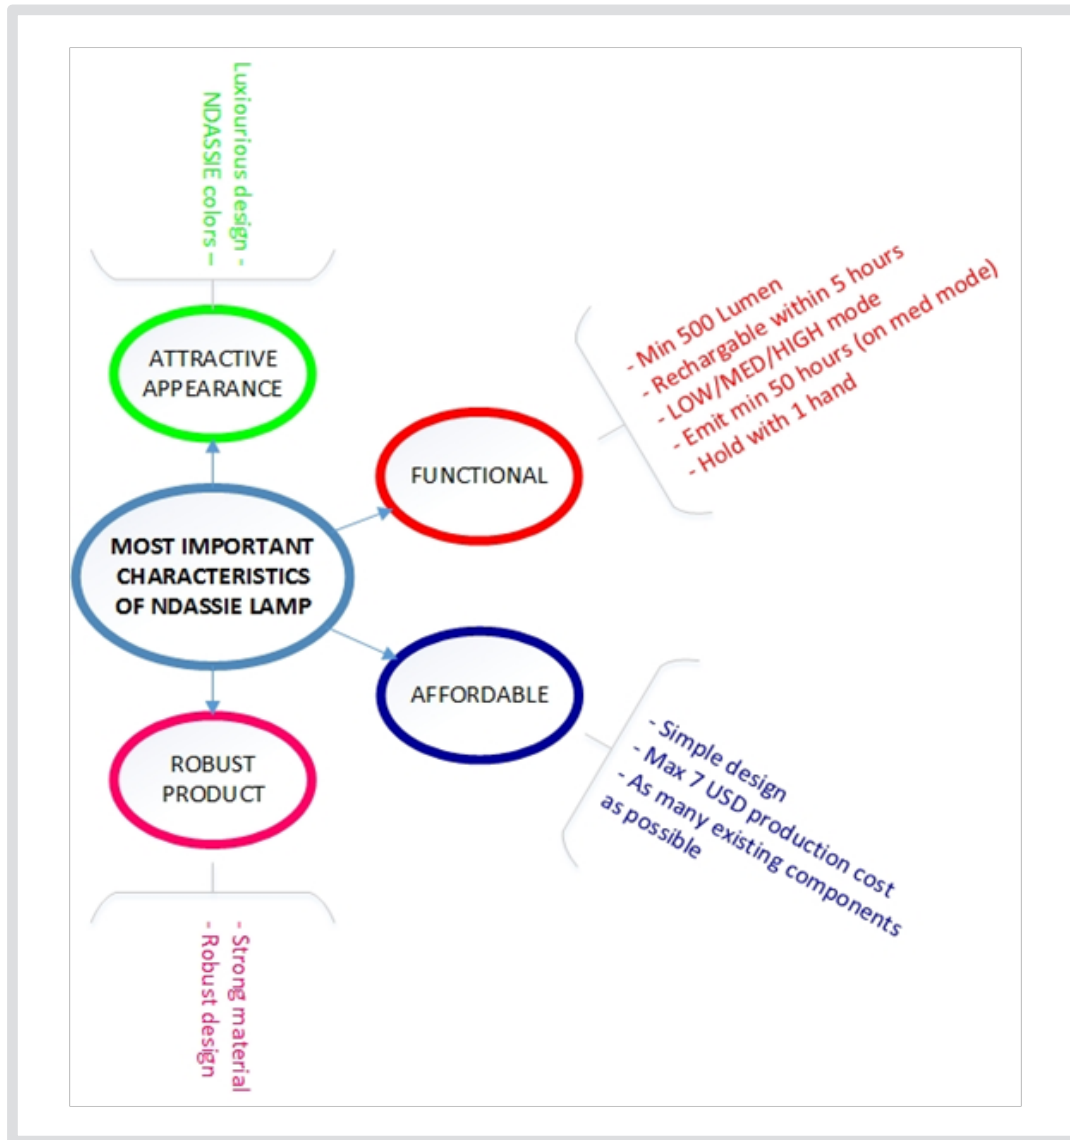 Luxiourious design -
NDASSIE colors –
ATTRACTIVE
APPEARANCE
- Min 500 Lumen
- Rechargable within 5 hours
- LOW/MED/HIGH mode
- Emit min 50 hours (on med mode)
- Hold with 1 hand
FUNCTIONAL
MOST IMPORTANT
CHARACTERISTICS
OF NDASSIE LAMP
AFFORDABLE
- Simple design
- Max 7 USD production cost
- As many existing components
as possible
ROBUST
PRODUCT
- Strong material
- Robust design